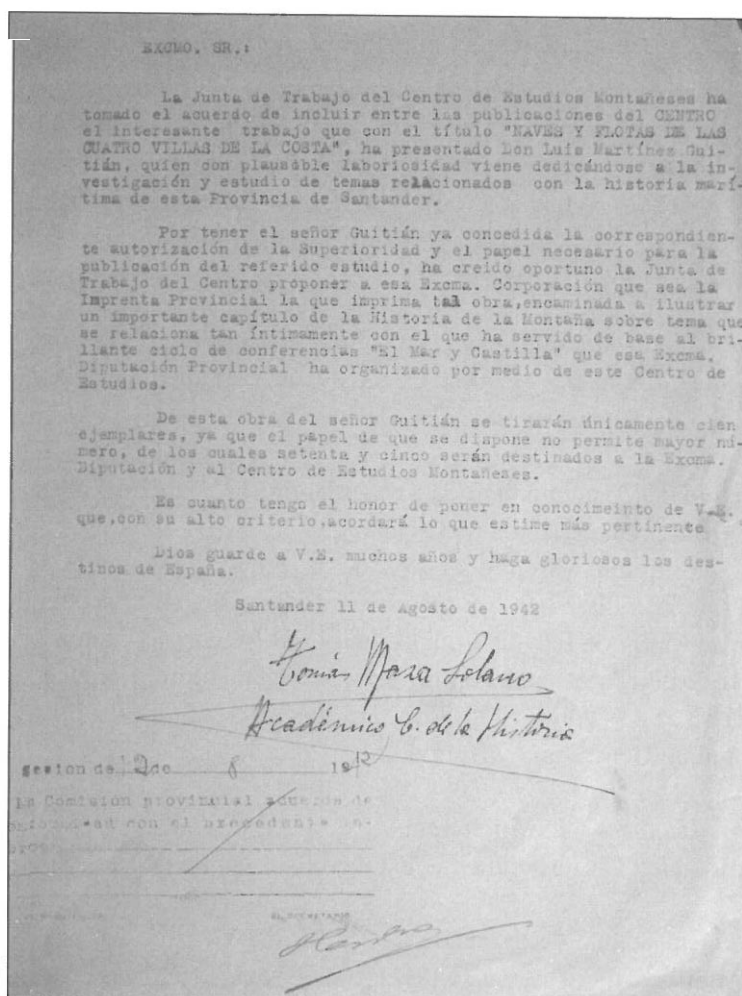 EXCMO. SR.:
La Junta de Trabajo del Centro de Estudios Montañeses ha
tomado el acuerdo de incluir entre las publicaciones del CENTRO
el interesante trabajo que con el título "NAVES Y FLOTAS DE LAS
CUATRO VILLAS DE LA COSTA", ha presentado Don Luis Martínez Gui-
tián, quien con plausible laboriosidad viene dedicándose a la in-
vestigación y estudio de temas relacionados con la historia marí-
tima de esta Provincia de Santander.
Por tener el señor Guitián ya concedida la correspondien-
te autorización de la Superioridad y el papel necesario para la
publicación del referido estudio, ha creido oportuno la Junta de
Trabajo del Centro proponer a esa Excma. Corporación que sea la
Imprenta Provincial la que imprima tal obra,encaminada a ilustrar
un importante capítulo de la Historia de la Montaña sobre tema que
se relaciona tan íntimamente con el que ha servido de base al bri-
llante ciclo de conferencias "El Mar y Castilla" que esa Excma.
Diputación Provincial ha organizado por medio de este Centro de
Estudios.
De esta obra del señor Guitián se tirarán únicamente cien
ejemplares, ya que el papel de que se dispone no permite mayor nú-
mero, de los cuales setenta y cinco serán destinados a la Excma.
Diputación y al Centro de Estudios Montañeses.
Es cuanto tengo el honor de poner en conocimeinto de V.E.
que,con su alto criterio,acordará lo que estime más pertinente
Dios guarde a V.E. muchos años y haga gloriosos los des-
tinos de España.
Santander 11 de Agosto de 1942
Tomás Maza Solano
Académico C. de la Historia
sesion de 12 de 8 1942
La Comisión provincial acuerda de
conformidad con el precedente in-